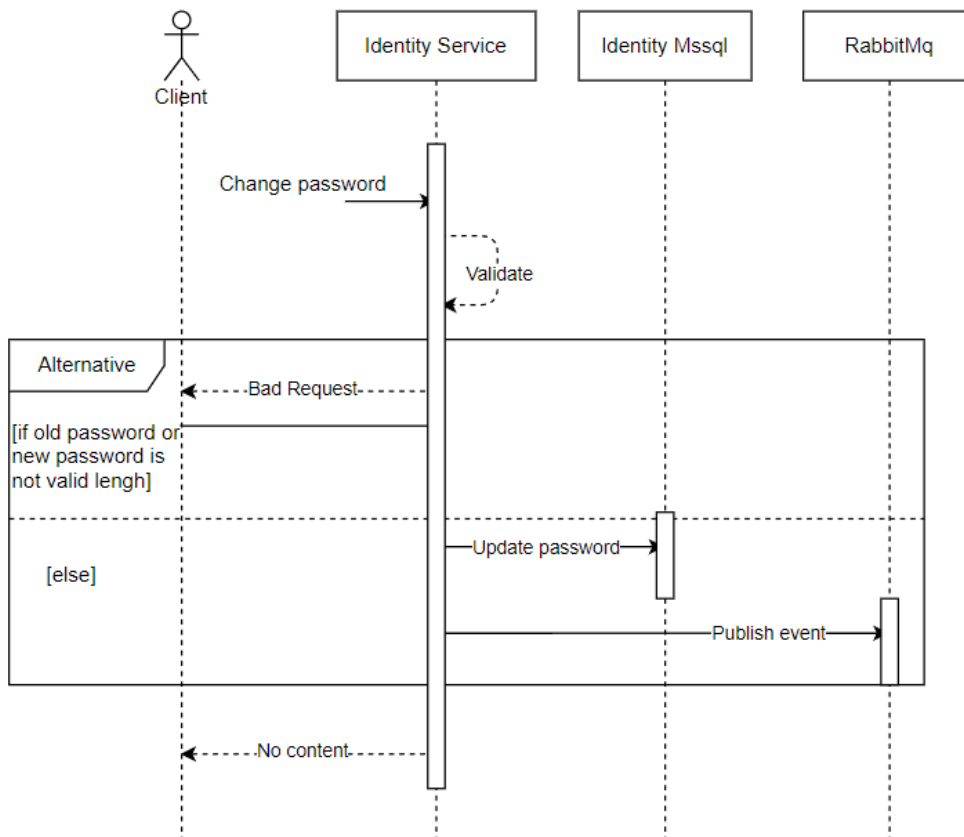 Client
Identity Service
Identity Mssql
RabbitMq
Change password
Validate
Alternative
Bad Request
[if old password or
new password is
not valid lengh]
Update password
[else]
Publish event
No content